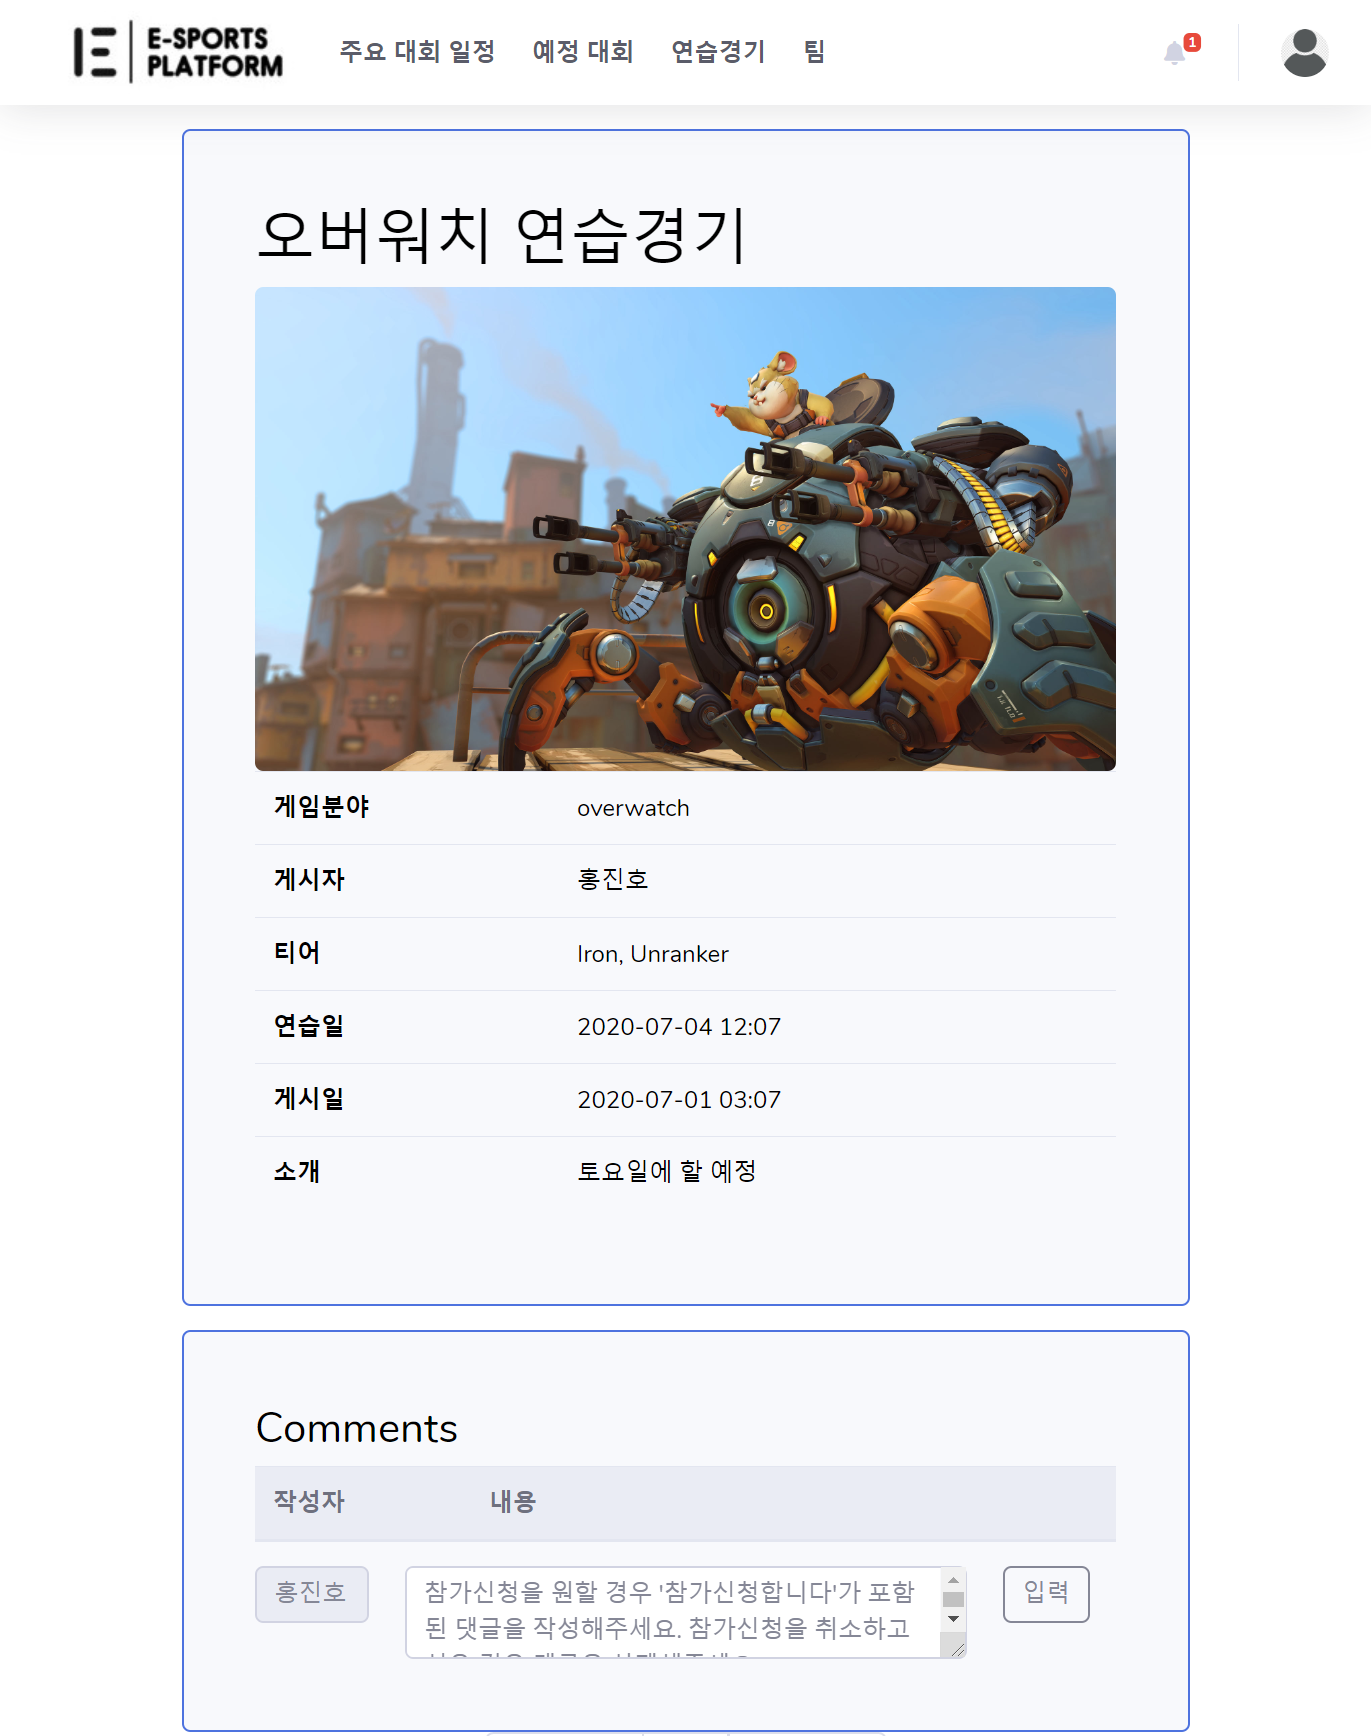 E-SPORTS
PLATFORM
주요 대회 일정
예정 대회
연습경기
팀
1
오버워치 연습경기
게임분야 overwatch
게시자 홍진호
티어 Iron, Unranker
연습일 2020-07-04 12:07
게시일 2020-07-01 03:07
소개 토요일에 할 예정
Comments
작성자 내용
홍진호
참가신청을 원할 경우 '참가신청합니다'가 포함
된 댓글을 작성해주세요. 참가신청을 취소하고
입력